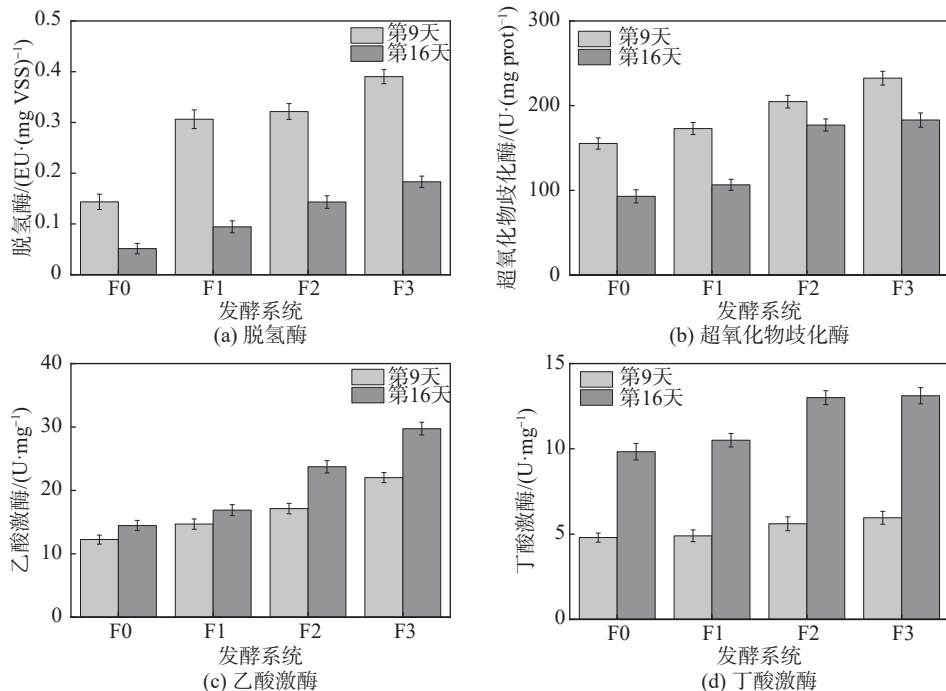 脱氢酶/(EU·(mg VSS)⁻¹)
0.5
0.4
0.3
0.2
0.1
0
第9天
第16天
F0 F1 F2 F3
发酵系统
(a) 脱氢酶
超氧化物歧化酶/(U·(mg prot)⁻¹)
300
200
100
0
第9天
第16天
F0 F1 F2 F3
发酵系统
(b) 超氧化物歧化酶
乙酸激酶/(U·mg⁻¹)
40
30
20
10
0
第9天
第16天
F0 F1 F2 F3
发酵系统
(c) 乙酸激酶
丁酸激酶/(U·mg⁻¹)
15
10
5
0
第9天
第16天
F0 F1 F2 F3
发酵系统
(d) 丁酸激酶